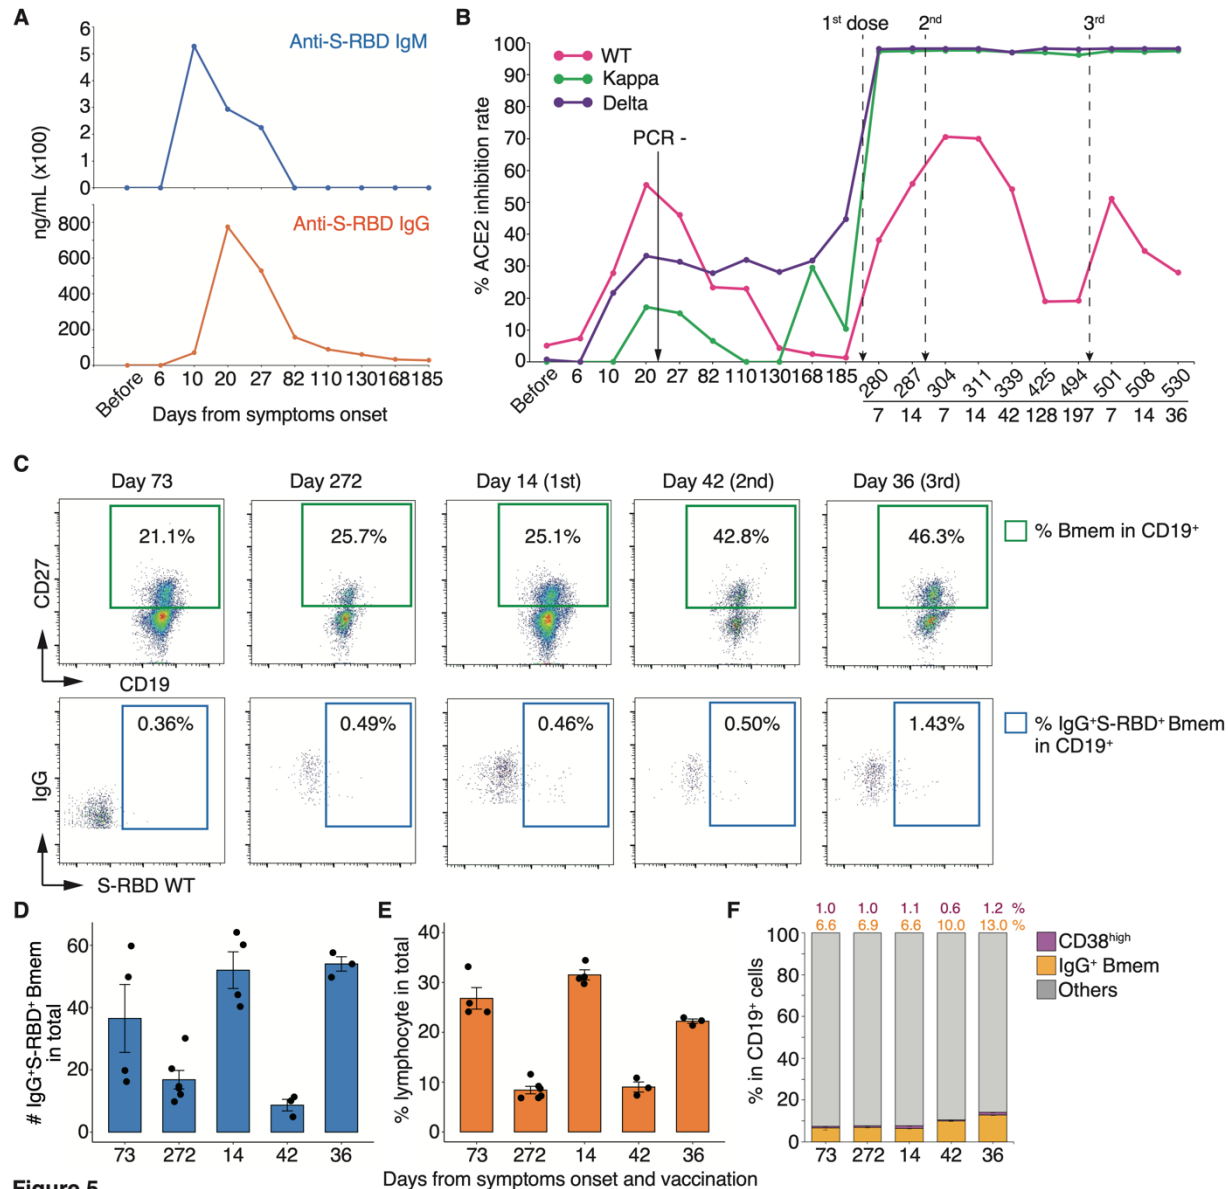 A
6
5
4
3
2
1
0
Anti-S-RBD IgM
ng/mL (x100)
800
600
400
200
0
Anti-S-RBD IgG
Before 6 10 20 27 82 110 130 168 185
Days from symptoms onset
B
1st dose 2nd 3rd
100
90
80
70
60
50
40
30
20
10
0
% ACE2 inhibition rate
WT
Kappa
Delta
PCR -
Before 6 10 20 27 82 110 130 168 185 280 287 304 311 339 425 494 501 508 530
7 14 7 14 42 128 197 7 14 36
C
Day 73 Day 272 Day 14 (1st) Day 42 (2nd) Day 36 (3rd)
21.1% 25.7% 25.1% 42.8% 46.3%
% Bmem in CD19+
CD27
CD19
0.36% 0.49% 0.46% 0.50% 1.43%
% IgG+S-RBD+ Bmem
in CD19+
IgG
S-RBD WT
D
# IgG+S-RBD+ Bmem
in total
60
40
20
0
73 272 14 42 36
E
% lymphocyte in total
40
30
20
10
0
73 272 14 42 36
Days from symptoms onset and vaccination
F
1.0 1.0 1.1 0.6 1.2 %
6.6 6.9 6.6 10.0 13.0 %
% in CD19+ cells
100
80
60
40
20
0
73 272 14 42 36
CD38high
IgG+ Bmem
Others
Figure 5